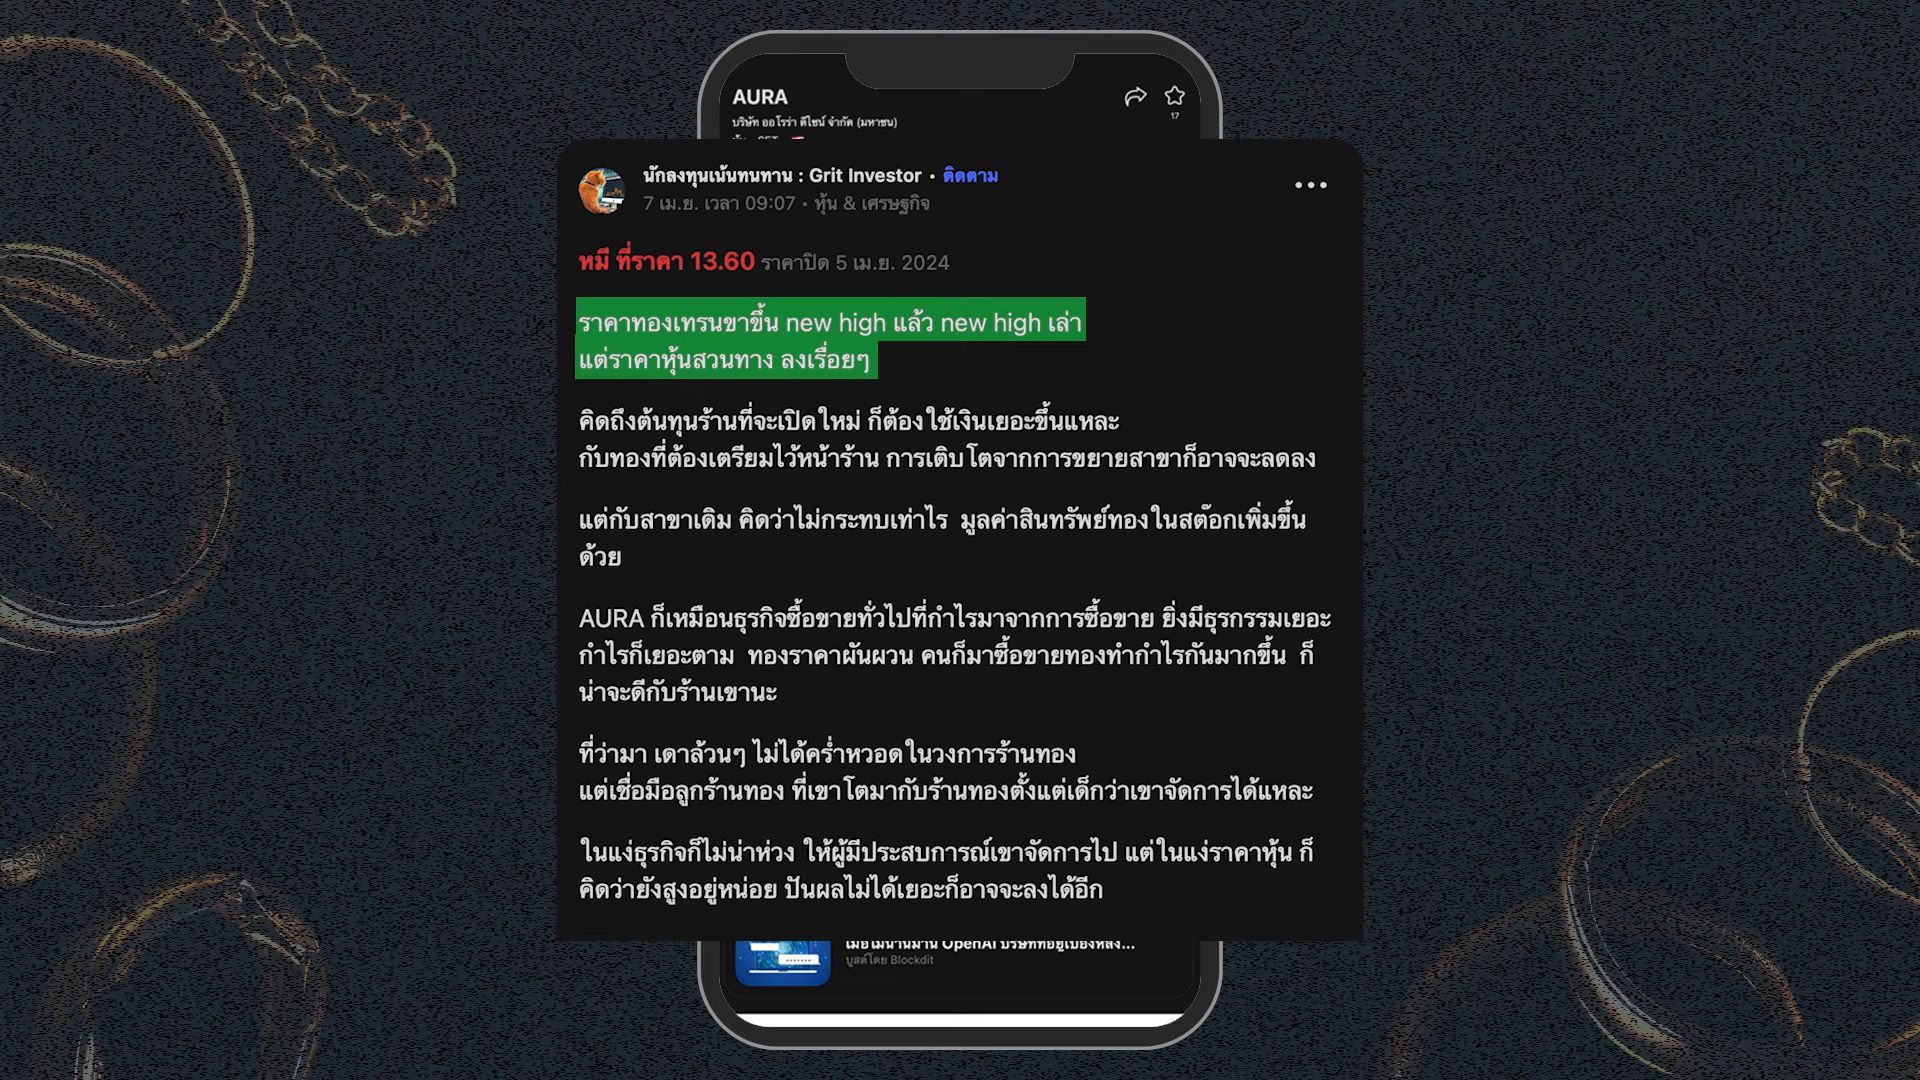 AURA
บริษัท ออโรร่า ดีไซน์ จำกัด (มหาชน)
17
นักลงทุนเน้นทนทาน : Grit Investor • ติดตาม
7 เม.ย. เวลา 09:07 • หุ้น & เศรษฐกิจ
หมี ที่ราคา 13.60 ราคาปิด 5 เม.ย. 2024
ราคาทองเทรนขาขึ้น new high แล้ว new high เล่า
แต่ราคาหุ้นสวนทาง ลงเรื่อยๆ
คิดถึงต้นทุนร้านที่จะเปิดใหม่ ก็ต้องใช้เงินเยอะขึ้นแหละ
กับทองที่ต้องเตรียมไว้หน้าร้าน การเติบโตจากการขยายสาขาก็อาจจะลดลง
แต่กับสาขาเดิม คิดว่าไม่กระทบเท่าไร มูลค่าสินทรัพย์ทองในสต๊อกเพิ่มขึ้น
ด้วย
AURA ก็เหมือนธุรกิจซื้อขายทั่วไปที่กำไรมาจากการซื้อขาย ยิ่งมีธุรกรรมเยอะ
กำไรก็เยอะตาม ทองราคาผันผวน คนก็มาซื้อขายทองทำกำไรกันมากขึ้น ก็
น่าจะดีกับร้านเขานะ
ที่ว่ามา เดาล้วนๆ ไม่ได้คร่ำหวอดในวงการร้านทอง
แต่เชื่อมือลูกร้านทอง ที่เขาโตมากับร้านทองตั้งแต่เด็กว่าเขาจัดการได้แหละ
ในแง่ธุรกิจก็ไม่น่าห่วง ให้ผู้มีประสบการณ์เขาจัดการไป แต่ในแง่ราคาหุ้น ก็
คิดว่ายังสูงอยู่หน่อย ปันผลไม่ได้เยอะก็อาจจะลงได้อีก
เมื่อไม่นานมานี้ OpenAI บริษัทที่อยู่เบื้องหลัง...
บูสต์โดย Blockdit